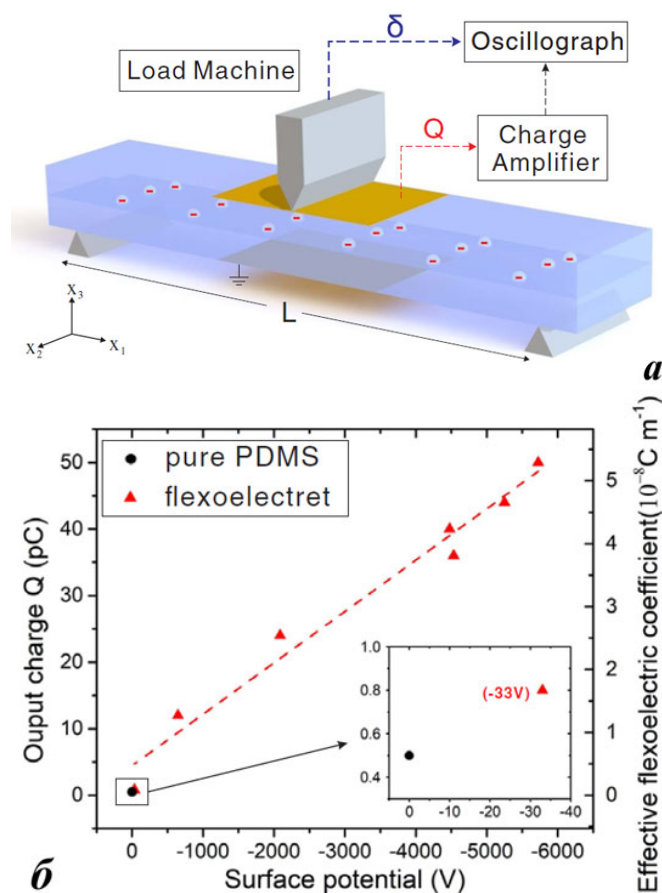 δ
Oscillograph
Load Machine
Q
Charge
Amplifier
L
X3
X2
X1
а
pure PDMS
flexoelectret
Ouput charge Q (pC)
50
40
30
20
10
0
Effective flexoelectric coefficient(10⁻⁸C m⁻¹)
5
4
3
2
1
0
1.0
0.8
0.6
0.4
(-33V)
0 -10 -20 -30 -40
0 -1000 -2000 -3000 -4000 -5000 -6000
Surface potential (V)
б